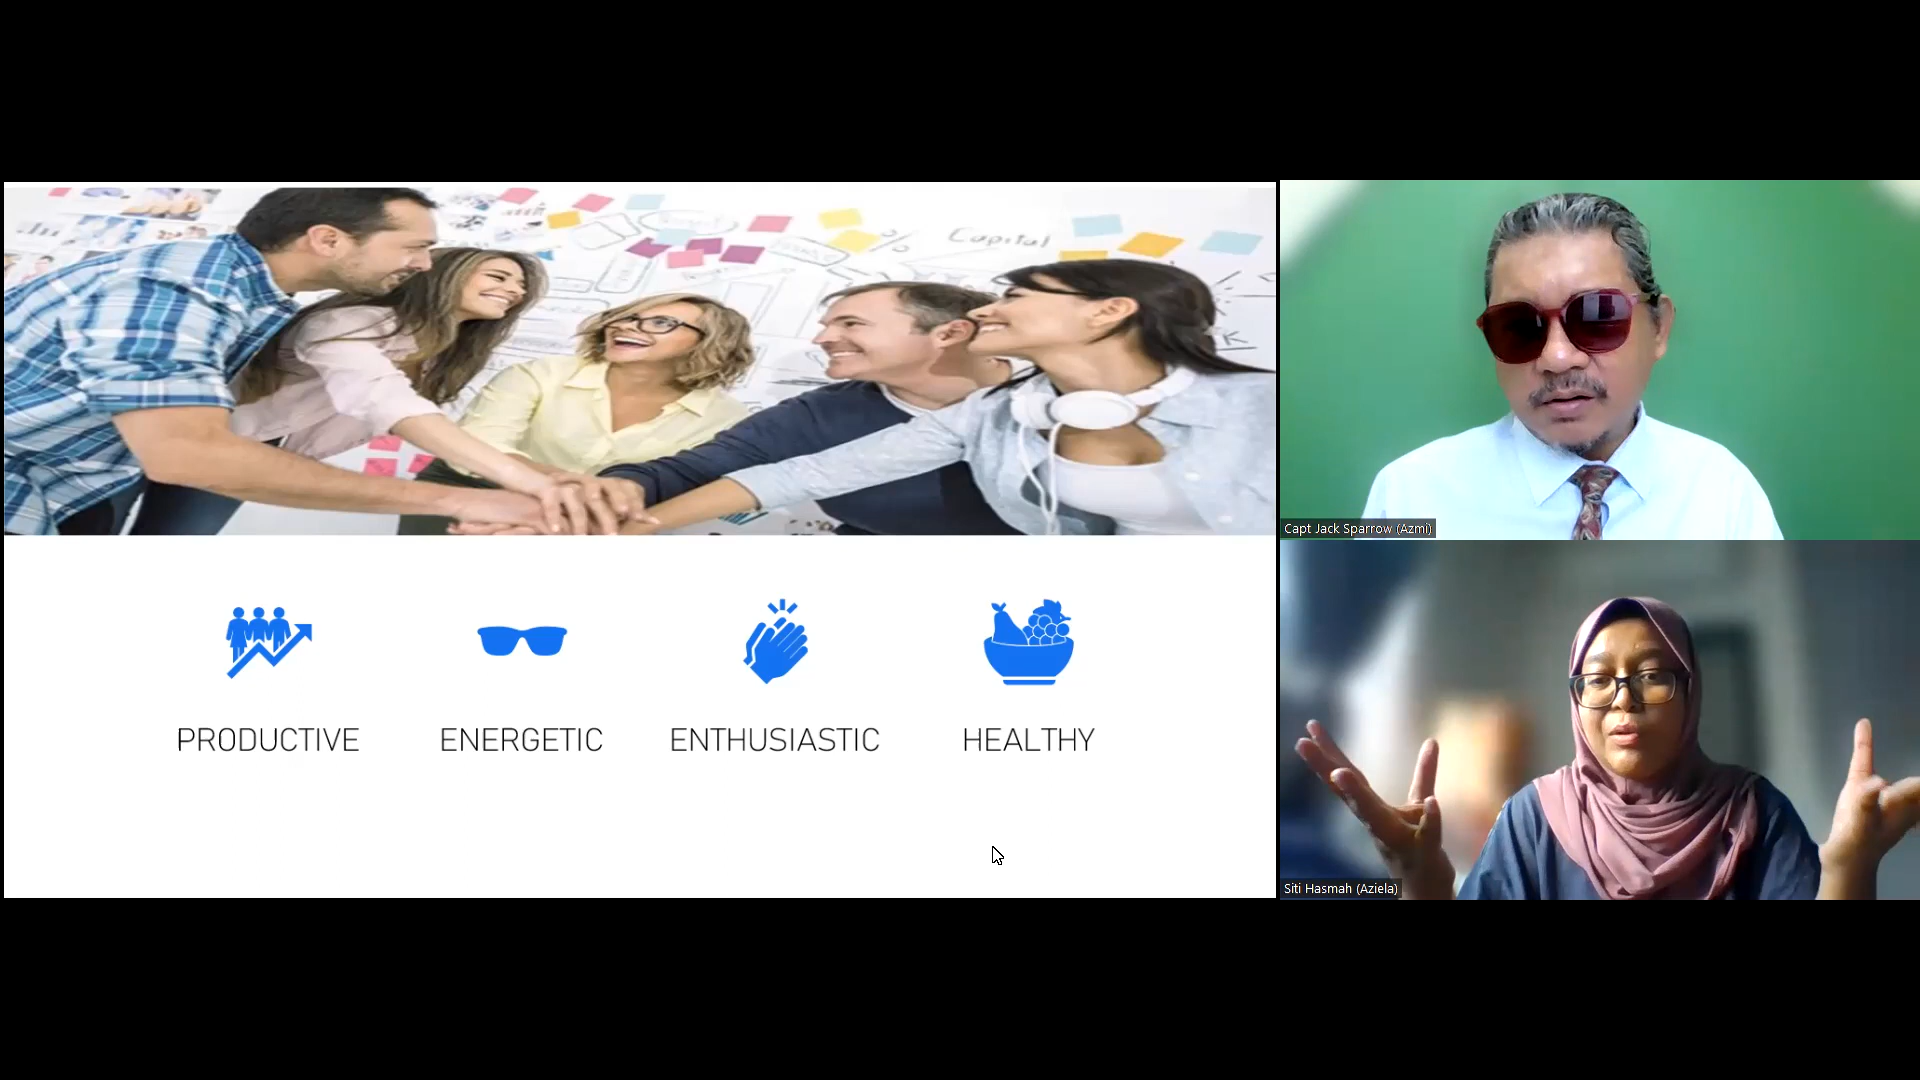 Capital
PRODUCTIVE
ENERGETIC
ENTHUSIASTIC
HEALTHY
Capt Jack Sparrow (Azmi)
Siti Hasmah (Aziela)